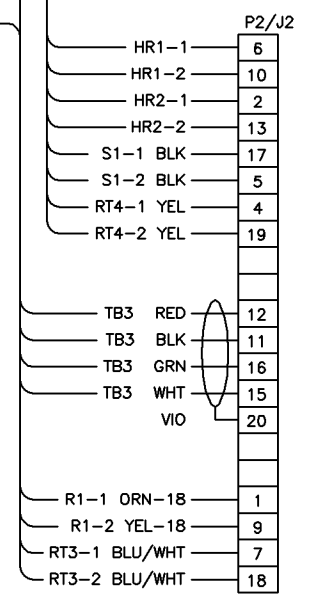 P2/J2
HR1-1 6
HR1-2 10
HR2-1 2
HR2-2 13
S1-1 BLK 17
S1-2 BLK 5
RT4-1 YEL 4
RT4-2 YEL 19
TB3 RED 12
TB3 BLK 11
TB3 GRN 16
TB3 WHT 15
VIO 20
R1-1 ORN-18 1
R1-2 YEL-18 9
RT3-1 BLU/WHT 7
RT3-2 BLU/WHT 18